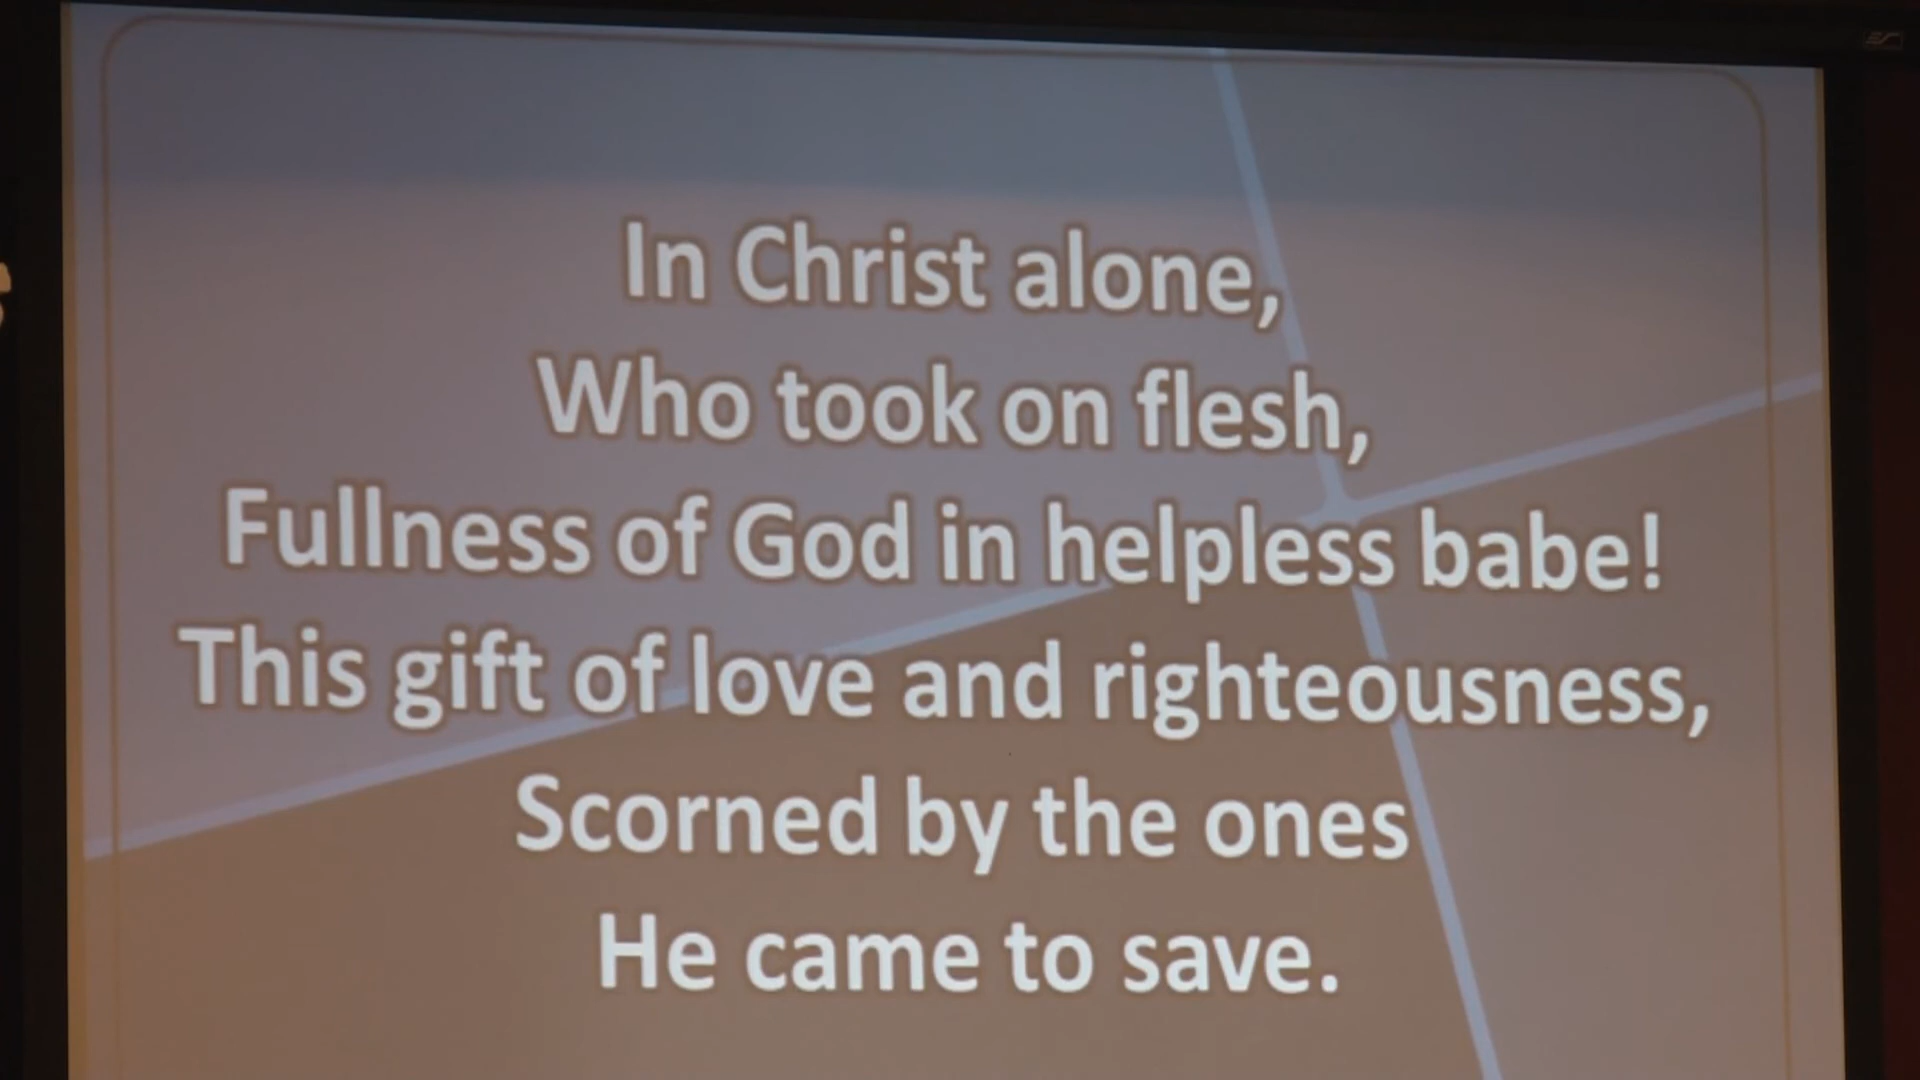 In Christ alone,
Who took on flesh,
Fullness of God in helpless babe!
This gift of love and righteousness,
Scorned by the ones
He came to save.